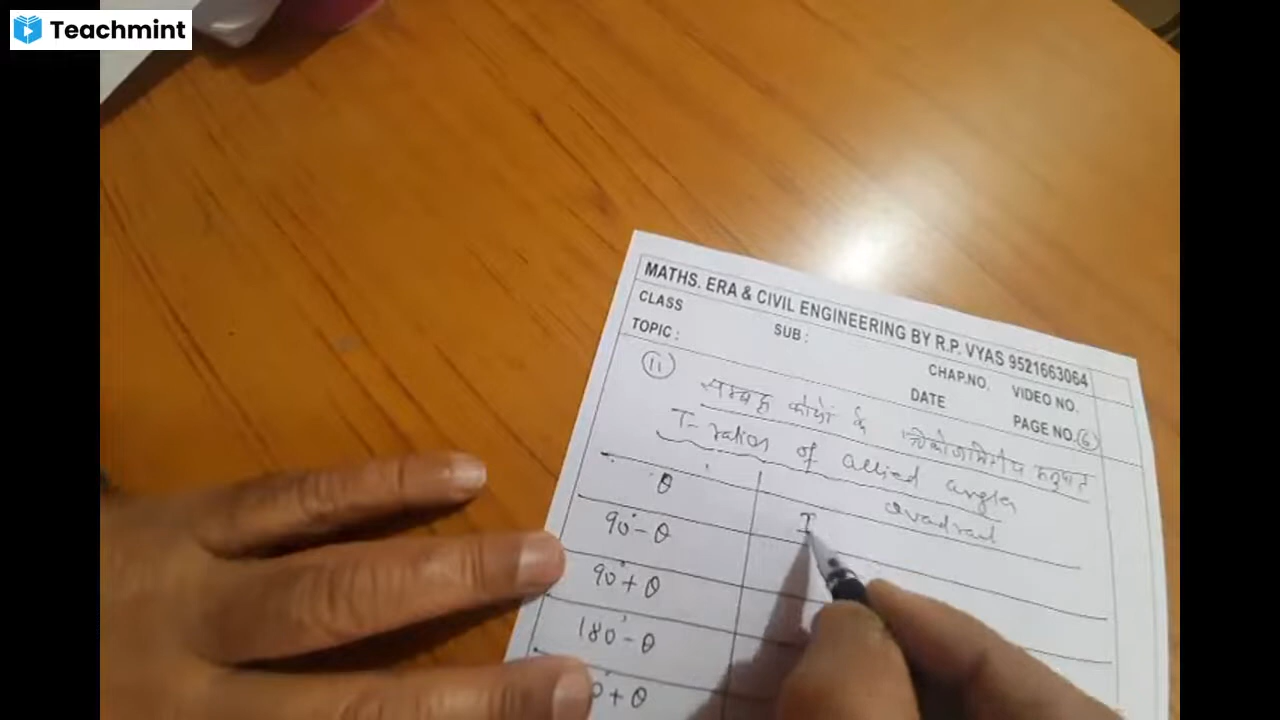 Teachmint
MATHS. ERA & CIVIL ENGINEERING BY R.P. VYAS 9521663064
CLASS SUB : CHAP.NO. VIDEO NO.
TOPIC : DATE PAGE NO. 6
11 सम्बद्ध कोणों के त्रिकोणमितीय अनुपात
T-ratios of allied angles
θ quadrant
90° - θ I
90° + θ
180° - θ
0° + θ